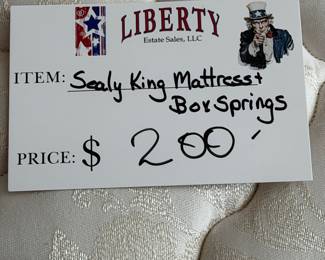 LIBERTY
Estate Sales, LLC
ITEM: Sealy King Mattress +
Box Springs
PRICE: $ 200